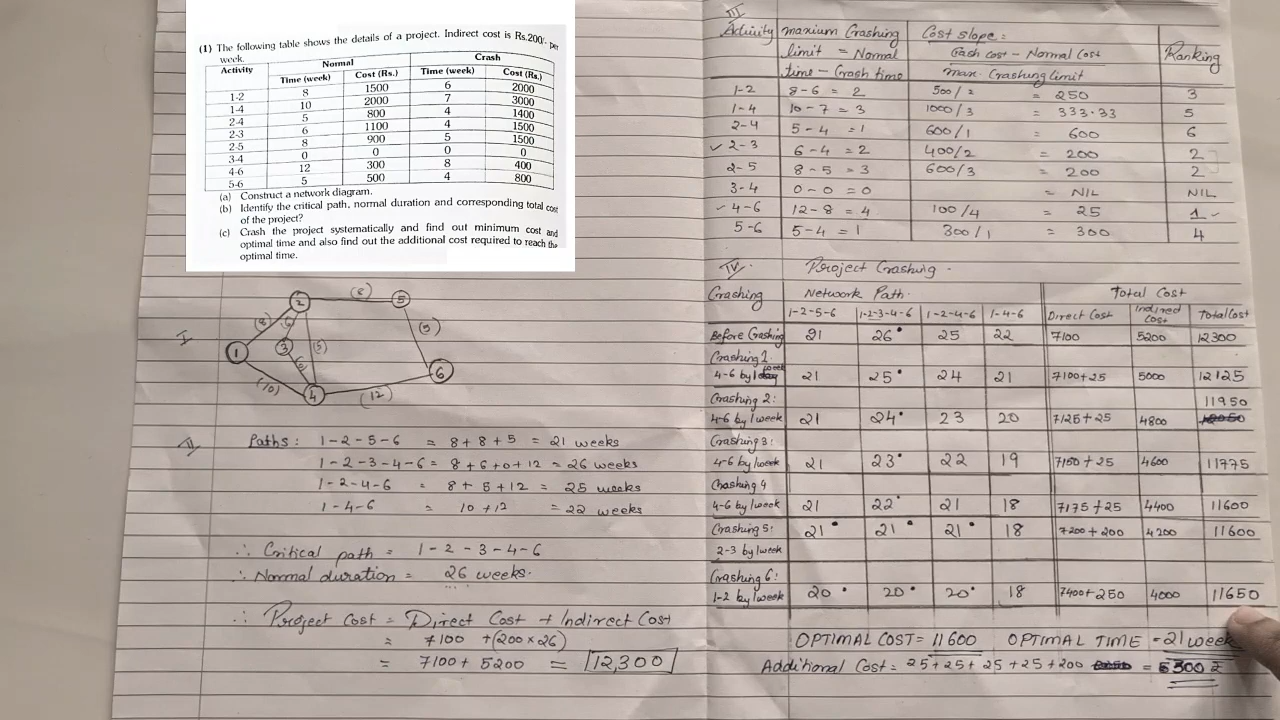 (1) The following table shows the details of a project. Indirect cost is Rs.200/- per
week.
Activity Normal Crash
Time (week) Cost (Rs.) Time (week) Cost (Rs.)
1-2 8 1500 6 2000
1-4 10 2000 7 3000
2-4 5 800 4 1400
2-3 6 1100 4 1500
2-5 8 900 5 1500
3-4 0 0 0 0
4-6 12 300 8 400
5-6 5 500 4 800
(a) Construct a network diagram.
(b) Identify the critical path, normal duration and corresponding total cost
of the project?
(c) Crash the project systematically and find out minimum cost and
optimal time and also find out the additional cost required to reach the
optimal time.
I
1 2 3 4 5 6
(8) (8) (6) (5) (0) (5) (10) (12)
II
Paths: 1-2-5-6 = 8+8+5 = 21 weeks
1-2-3-4-6 = 8+6+0+12 = 26 weeks
1-2-4-6 = 8+5+12 = 25 weeks
1-4-6 = 10+12 = 22 weeks
∴ Critical path = 1-2-3-4-6
∴ Normal duration = 26 weeks.
∴ Project Cost = Direct Cost + Indirect Cost
= 7100 + (200×26)
= 7100 + 5200 = 12,300
III
Activity maxium Crashing Cost slope:
limit = Normal Crash cost - Normal Cost Ranking
time - Crash time max. Crashing limit
1-2 8-6 = 2 500/2 = 250 3
1-4 10-7 = 3 1000/3 = 333.33 5
2-4 5-4 = 1 600/1 = 600 6
✓ 2-3 6-4 = 2 400/2 = 200 2
2-5 8-5 = 3 600/3 = 200 2
3-4 0-0 = 0 = NIL NIL
4-6 12-8 = 4 100/4 = 25 1
5-6 5-4 = 1 300/1 = 300 4
IV. Project Crashing.
Crashing Network Path. Total Cost
1-2-5-6 1-2-3-4-6 1-2-4-6 1-4-6 Direct Cost Indirect Cost Total Cost
Before Crashing 21 26• 25 22 7100 5200 12300
Crashing 1.
4-6 by 1 week 21 25• 24 21 7100+25 5000 12125
Crashing 2: 11950
4-6 by 1 week 21 24• 23 20 7125+25 4800
Crashing 3:
4-6 by 1 week 21 23• 22 19 7150+25 4600 11775
Crashing 4
4-6 by 1 week 21 22• 21 18 7175+25 4400 11600
Crashing 5: 21• 21• 21• 18 7200+200 4200 11600
2-3 by 1 week
Crashing 6:
1-2 by 1 week 20• 20• 20• 18 7400+250 4000 11650
OPTIMAL COST = 11600 OPTIMAL TIME = 21 week
Additional Cost = 25+25+25+25+200 = 300₹